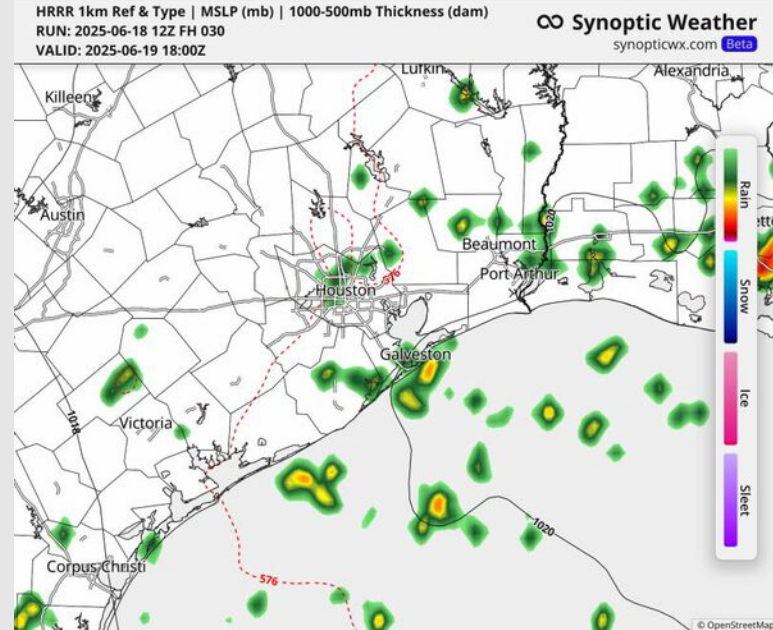 HRRR 1km Ref & Type | MSLP (mb) | 1000-500mb Thickness (dam)
RUN: 2025-06-18 12Z FH 030
VALID: 2025-06-19 18:00Z
Synoptic Weather
synopticwx.com Beta
Lufkin
Alexandria
Killeen
Rain
Austin
1020
Beaumont
Port Arthur
576
Houston
Snow
Galveston
1018
Victoria
Ice
Sleet
1020
Corpus Christi
576
© OpenStreetMap